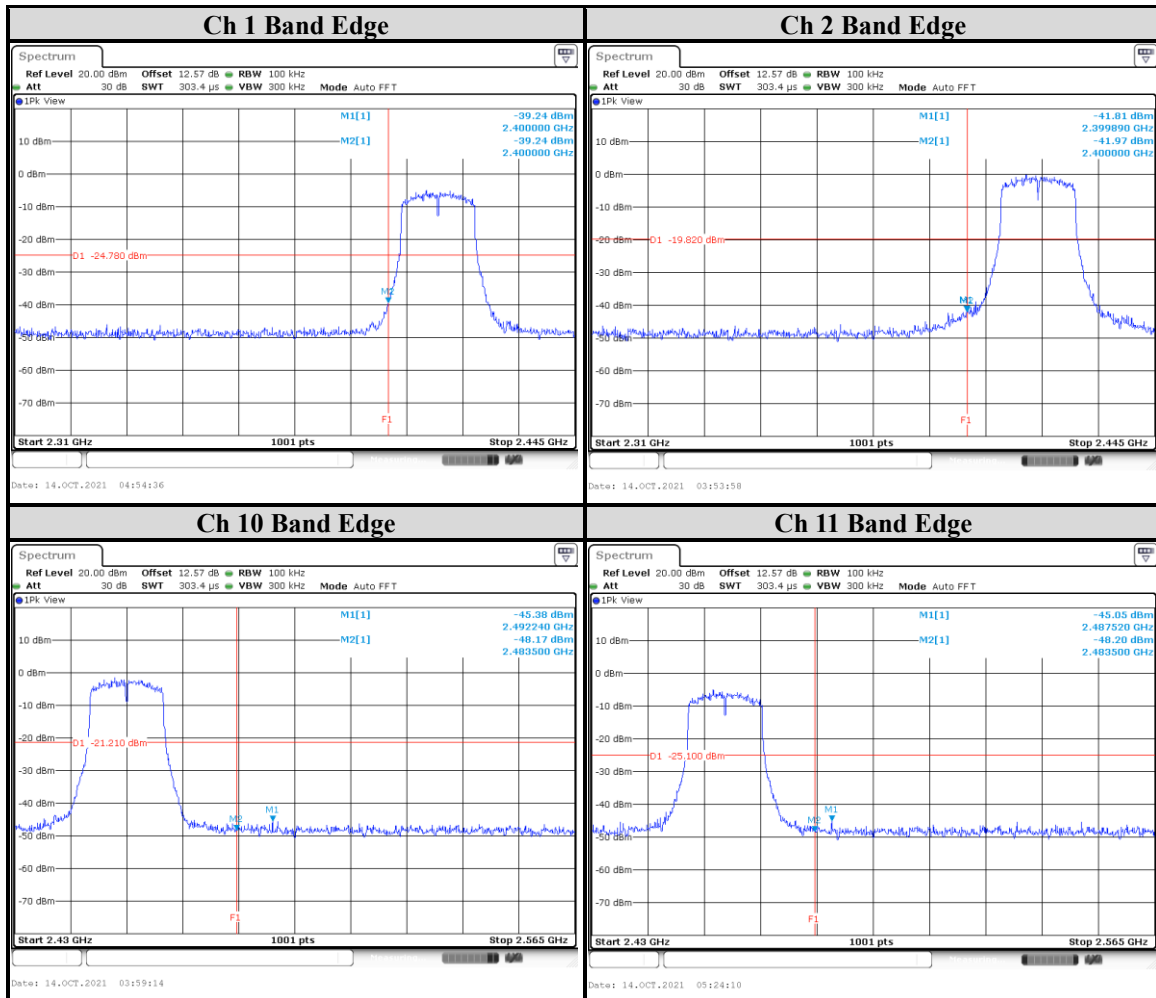 Ch 1 Band Edge
Spectrum
Ref Level 20.00 dBm Offset 12.57 dB RBW 100 kHz
Att 30 dB SWT 303.4 µs VBW 300 kHz Mode Auto FFT
1Pk View
M1[1] -39.24 dBm
2.400000 GHz
M2[1] -39.24 dBm
2.400000 GHz
10 dBm
0 dBm
-10 dBm
-20 dBm
D1 -24.780 dBm
-30 dBm
M2
-40 dBm
-50 dBm
-60 dBm
-70 dBm
F1
Start 2.31 GHz 1001 pts Stop 2.445 GHz
Date: 14.OCT.2021 04:54:36
Ch 2 Band Edge
Spectrum
Ref Level 20.00 dBm Offset 12.57 dB RBW 100 kHz
Att 30 dB SWT 303.4 µs VBW 300 kHz Mode Auto FFT
1Pk View
M1[1] -41.81 dBm
2.399890 GHz
M2[1] -41.97 dBm
2.400000 GHz
10 dBm
0 dBm
-10 dBm
-20 dBm
D1 -19.820 dBm
-30 dBm
M2
-40 dBm
-50 dBm
-60 dBm
-70 dBm
F1
Start 2.31 GHz 1001 pts Stop 2.445 GHz
Date: 14.OCT.2021 03:53:58
Ch 10 Band Edge
Spectrum
Ref Level 20.00 dBm Offset 12.57 dB RBW 100 kHz
Att 30 dB SWT 303.4 µs VBW 300 kHz Mode Auto FFT
1Pk View
M1[1] -45.38 dBm
2.492240 GHz
M2[1] -48.17 dBm
2.483500 GHz
10 dBm
0 dBm
-10 dBm
-20 dBm
D1 -21.210 dBm
-30 dBm
-40 dBm
M1
M2
-50 dBm
-60 dBm
-70 dBm
F1
Start 2.43 GHz 1001 pts Stop 2.565 GHz
Date: 14.OCT.2021 03:59:14
Ch 11 Band Edge
Spectrum
Ref Level 20.00 dBm Offset 12.57 dB RBW 100 kHz
Att 30 dB SWT 303.4 µs VBW 300 kHz Mode Auto FFT
1Pk View
M1[1] -45.05 dBm
2.487520 GHz
M2[1] -48.20 dBm
2.483500 GHz
10 dBm
0 dBm
-10 dBm
-20 dBm
D1 -25.100 dBm
-30 dBm
-40 dBm
M1
M2
-50 dBm
-60 dBm
-70 dBm
F1
Start 2.43 GHz 1001 pts Stop 2.565 GHz
Date: 14.OCT.2021 05:24:10